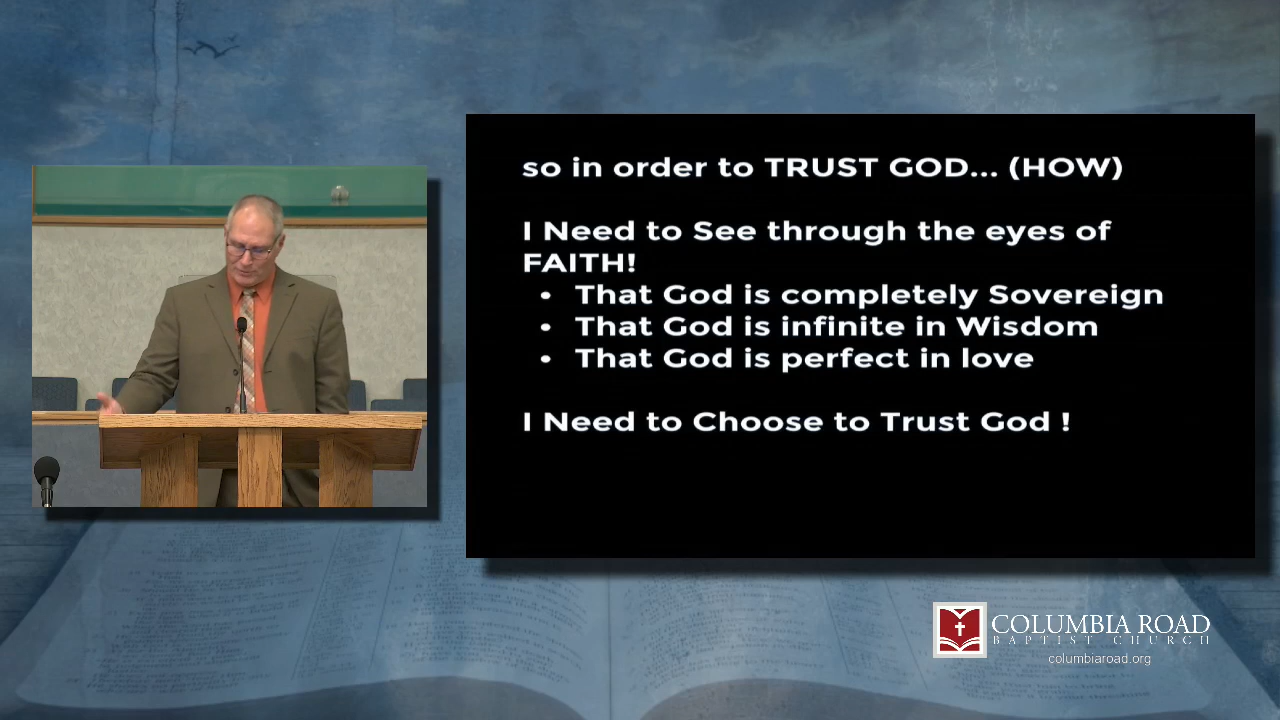 so in order to TRUST GOD... (HOW)
I Need to See through the eyes of
FAITH!
• That God is completely Sovereign
• That God is infinite in Wisdom
• That God is perfect in love
I Need to Choose to Trust God !
COLUMBIA ROAD
BAPTIST CHURCH
columbiaroad.org